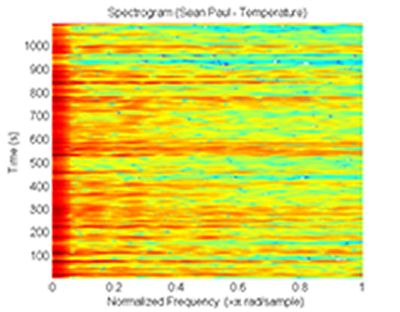 Spectrogram (Sean Paul - Temperature)
1000
900
800
700
600
500
400
300
200
100
Time (s)
0 0.2 0.4 0.6 0.8 1
Normalized Frequency (×π rad/sample)